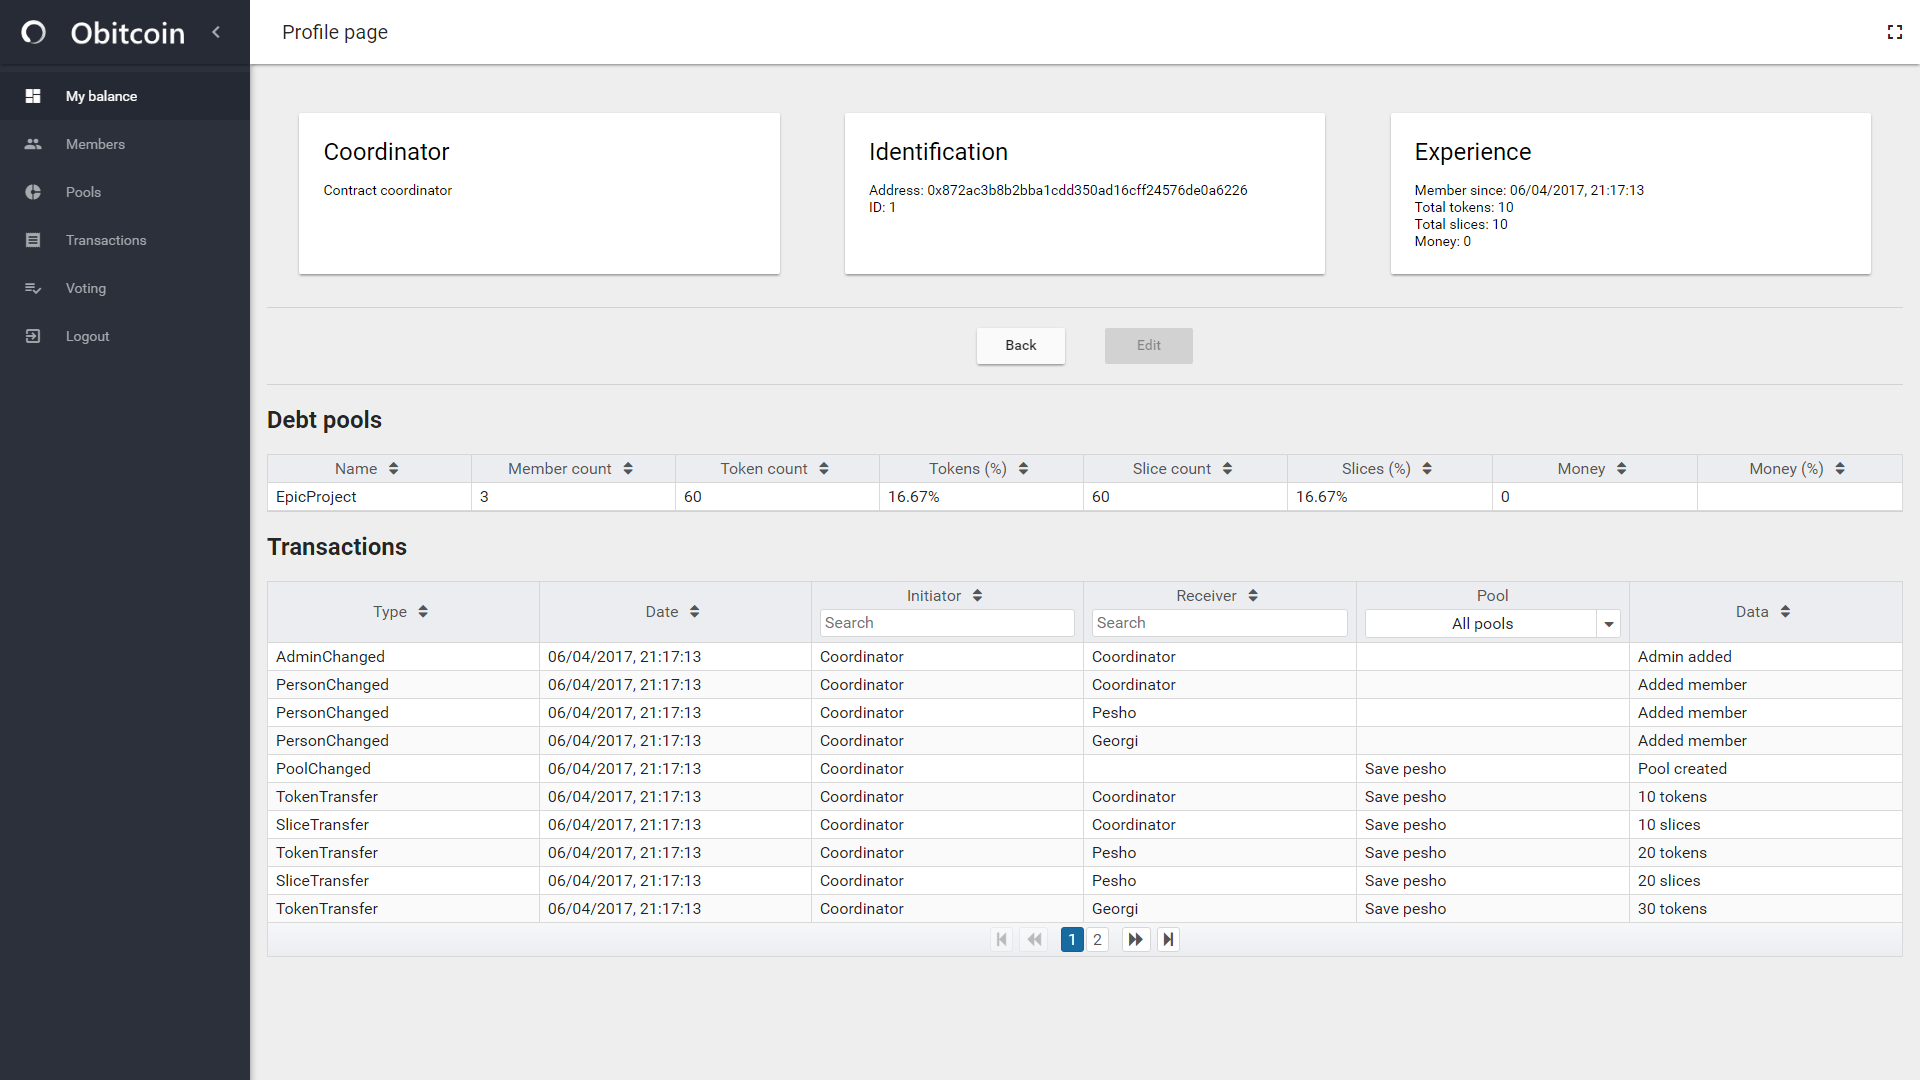 Obitcoin
Profile page
My balance
Members
Pools
Transactions
Voting
Logout
Coordinator
Contract coordinator
Identification
Address: 0x872ac3b8b2bba1cdd350ad16cff24576de0a6226
ID: 1
Experience
Member since: 06/04/2017, 21:17:13
Total tokens: 10
Total slices: 10
Money: 0
Back Edit
Debt pools
Name Member count Token count Tokens (%) Slice count Slices (%) Money Money (%)
EpicProject 3 60 16.67% 60 16.67% 0
Transactions
Type Date Initiator Receiver Pool Data
Search Search All pools
AdminChanged 06/04/2017, 21:17:13 Coordinator Coordinator Admin added
PersonChanged 06/04/2017, 21:17:13 Coordinator Coordinator Added member
PersonChanged 06/04/2017, 21:17:13 Coordinator Pesho Added member
PersonChanged 06/04/2017, 21:17:13 Coordinator Georgi Added member
PoolChanged 06/04/2017, 21:17:13 Coordinator Save pesho Pool created
TokenTransfer 06/04/2017, 21:17:13 Coordinator Coordinator Save pesho 10 tokens
SliceTransfer 06/04/2017, 21:17:13 Coordinator Coordinator Save pesho 10 slices
TokenTransfer 06/04/2017, 21:17:13 Coordinator Pesho Save pesho 20 tokens
SliceTransfer 06/04/2017, 21:17:13 Coordinator Pesho Save pesho 20 slices
TokenTransfer 06/04/2017, 21:17:13 Coordinator Georgi Save pesho 30 tokens
1 2